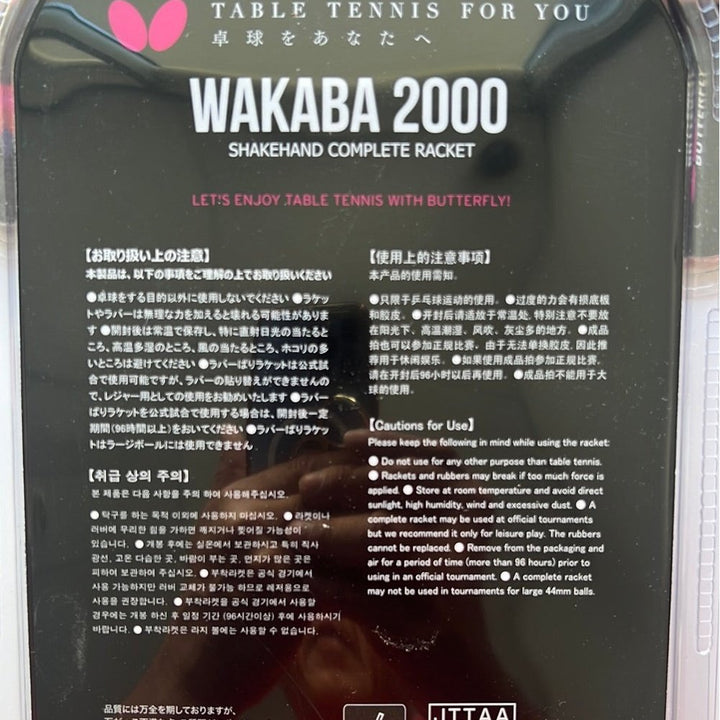 TABLE TENNIS FOR YOU
卓球をあなたへ
WAKABA 2000
SHAKEHAND COMPLETE RACKET
LET'S ENJOY TABLE TENNIS WITH BUTTERFLY!
【お取り扱い上の注意】
本製品は、以下の事項をご理解の上でお取り扱いください
●卓球をする目的以外に使用しないでください ●ラケッ
トやラバーは無理な力を加えると壊れる可能性がありま
す ●開封後は常温で保存し、特に直射日光の当たると
ころ、高温多湿のところ、風の当たるところ、ホコリの多
いところは避けてください ●ラバーばりラケットは公式試
合で使用可能ですが、ラバーの貼り替えができませんの
で、レジャー用としての使用をお勧めいたします ●ラバー
ばりラケットを公式試合で使用する場合は、開封後一定
期間（96時間以上）をおいてください ●ラバーばりラケッ
トはラージボールには使用できません
【취급 상의 주의】
본 제품은 다음 사항을 주의 하여 사용해주십시오.
● 탁구를 하는 목적 이외에 사용하지 마십시오. ● 라켓이나
러버에 무리한 힘을 가하면 깨지거나 찢어질 가능성이
있습니다. ● 개봉 후에는 실온에서 보관하시고 특히 직사
광선, 고온 다습한 곳, 바람이 부는 곳, 먼지가 많은 곳은
피하여 보관하여 주십시오. ● 부착라켓은 공식 경기에서
사용 가능하지만 러버 교체가 불가능 하므로 레저용으로
사용을 권장합니다. ● 부착라켓을 공식 경기에서 사용할
경우에는 개봉 하신 후 일정 기간 (96시간이상) 후에 사용하시기
바랍니다. ● 부착라켓은 라지 볼에는 사용할 수 없습니다.
【使用上的注意事项】
本产品的使用需知。
●只限于乒乓球运动的使用。●过度的力会有损底板
和胶皮。●开封后请适放于常温处, 特别注意不要放
在阳光下、高温潮湿、风吹、灰尘多的地方。●成品
拍也可以参加正规比赛, 由于无法单换胶皮, 因此推
荐用于休闲娱乐。●如果使用成品拍参加正规比赛,
请在开封后96小时以后再使用。●成品拍不能用于大
球的使用。
【Cautions for Use】
Please keep the following in mind while using the racket:
● Do not use for any other purpose than table tennis.
● Rackets and rubbers may break if too much force is
applied. ● Store at room temperature and avoid direct
sunlight, high humidity, wind and excessive dust. ● A
complete racket may be used at official tournaments
but we recommend it only for leisure play. The rubbers
cannot be replaced. ● Remove from the packaging and
air for a period of time (more than 96 hours) prior to
using in an official tournament. ● A complete racket
may not be used in tournaments for large 44mm balls.
品質には万全を期しておりますが、
JTTAA
BUTTERFLY